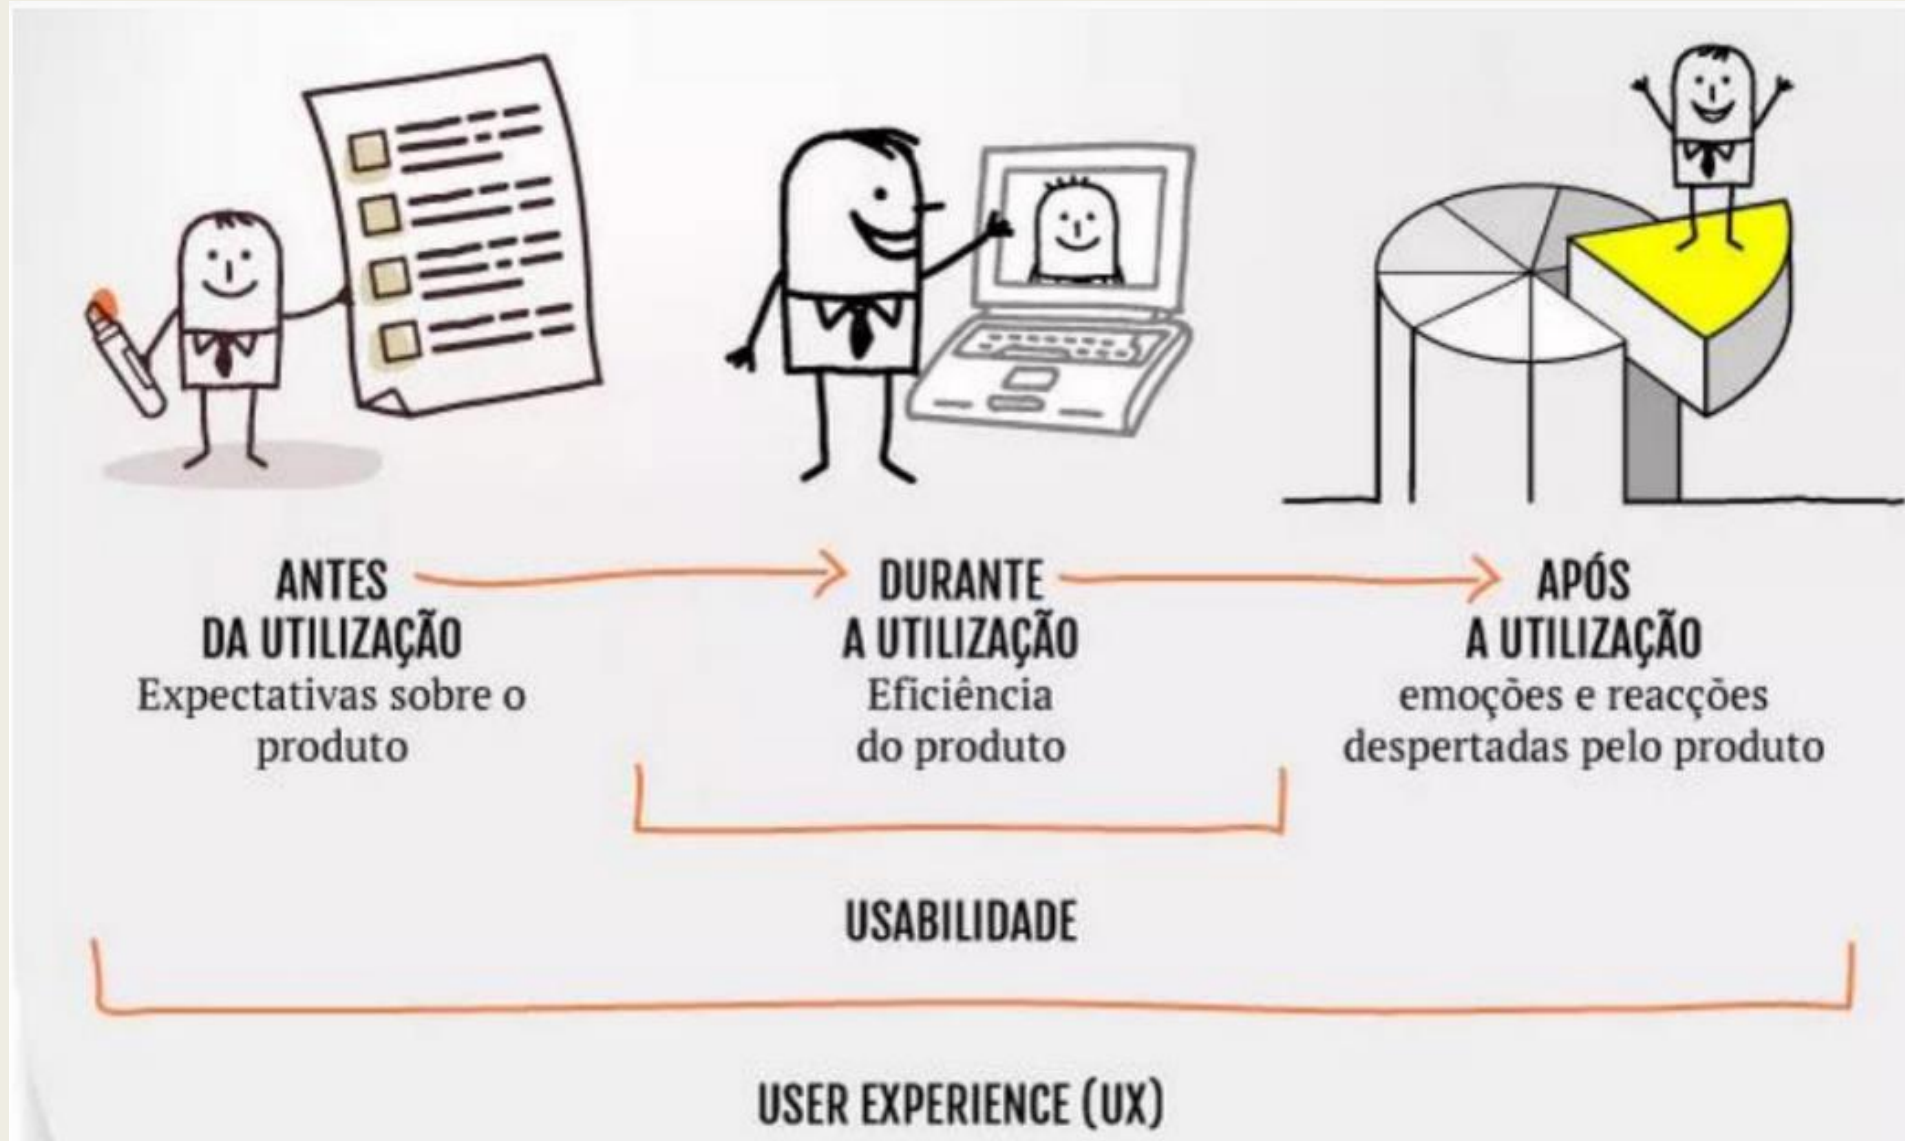 ANTES
DA UTILIZAÇÃO
Expectativas sobre o
produto
DURANTE
A UTILIZAÇÃO
Eficiência
do produto
APÓS
A UTILIZAÇÃO
emoções e reacções
despertadas pelo produto
USABILIDADE
USER EXPERIENCE (UX)